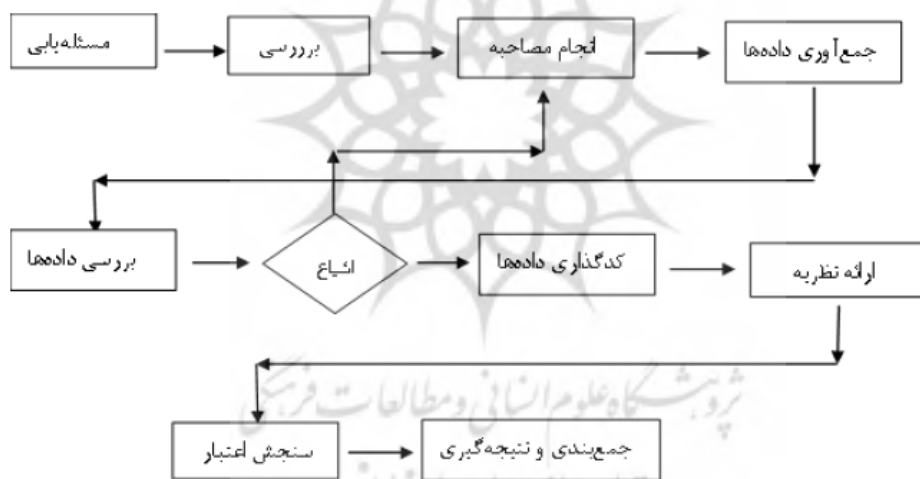 مسئله‌یابی
برررسی
انجام مصاحبه
جمع‌آوری داده‌ها
بررسی داده‌ها
اشباع
کدگذاری داده‌ها
ارائه نظریه
پژوهشگاه علوم انسانی و مطالعات فرهنگی
سنجش اعتبار
جمع‌بندی و نتیجه‌گیری